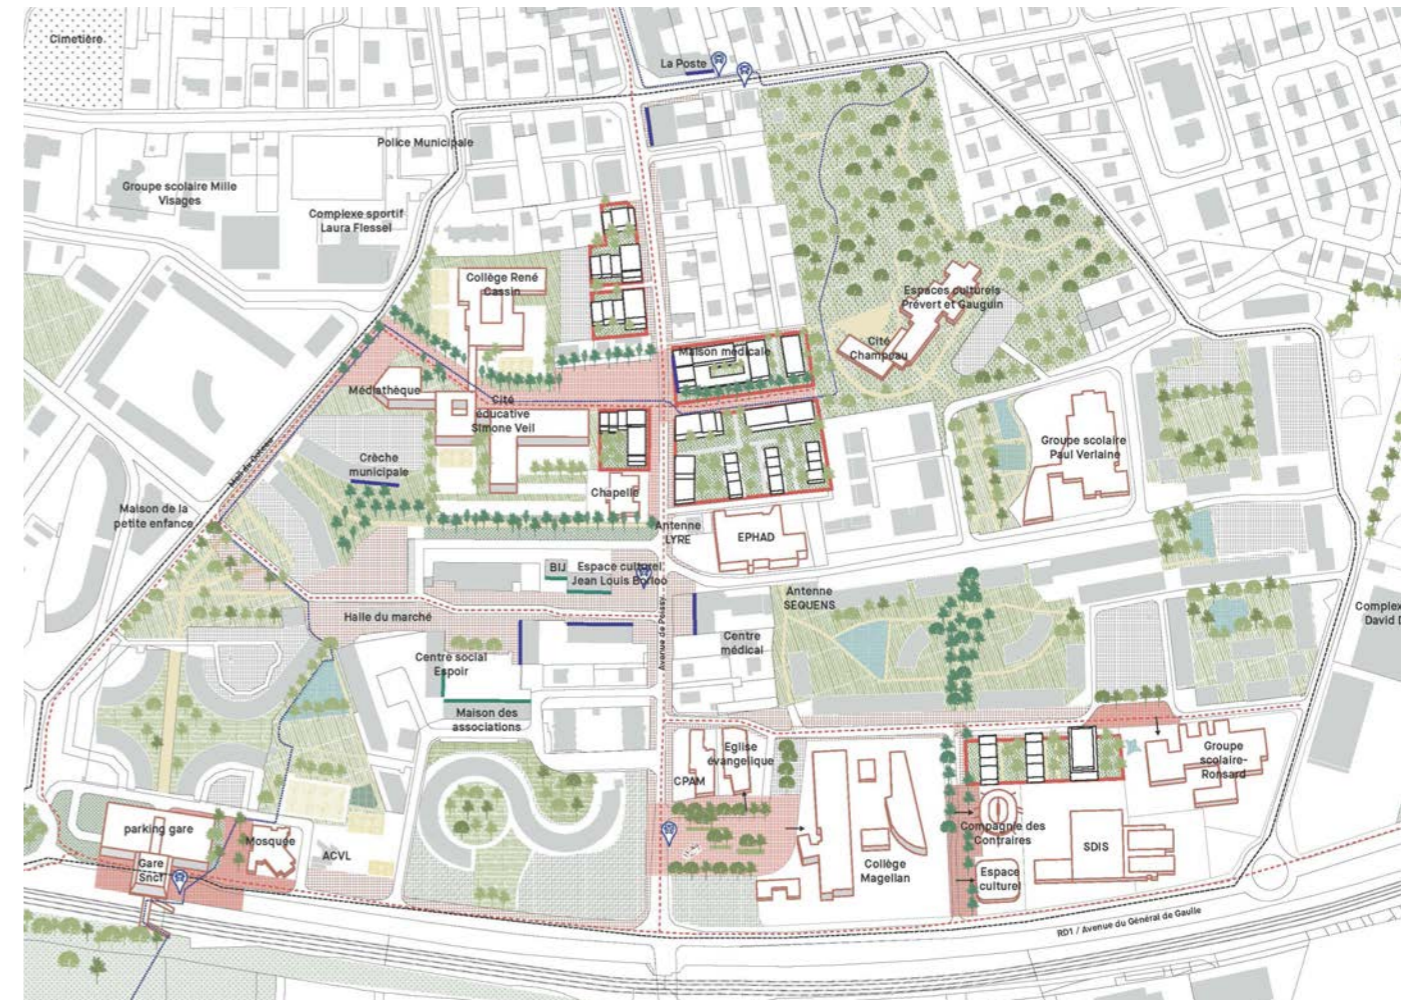 Cimetière
La Poste
Police Municipale
Groupe scolaire Mille
Visages
Complexe sportif
Laura Flessel
Collège René
Cassin
Espaces culturels
Prévert et Gauguin
Cité
Champeau
Maison médicale
Médiathèque
Cité
éducative
Simone Veil
Groupe scolaire
Paul Verlaine
Crèche
municipale
Chapelle
Maison de la
petite enfance
Antenne
LYRE
EPHAD
BIJ
Espace culturel
Jean Louis Borloo
Antenne
SEQUENS
Halle du marché
Avenue de Poissy
Complex
David D
Centre
médical
Centre social
Espoir
Maison des
associations
Eglise
évangelique
CPAM
Groupe
scolaire-
Ronsard
parking gare
Mosquée
Gare
Sncf
ACVL
Compagnie des
Contraires
SDIS
Collège
Magellan
Espace
culturel
RD1 / Avenue du Général de Gaulle